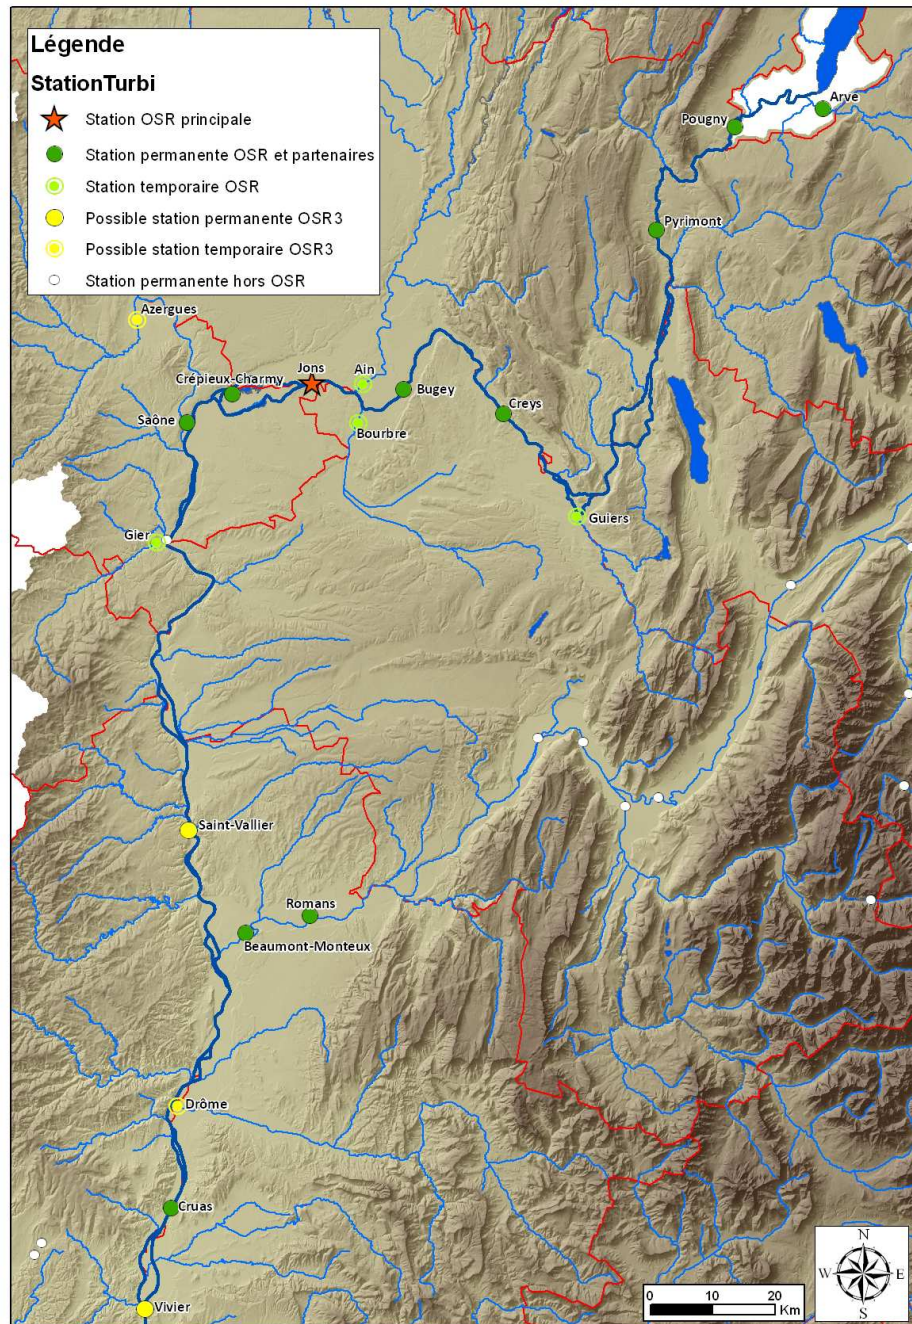 Légende
StationTurbi
Station OSR principale
Station permanente OSR et partenaires
Station temporaire OSR
Possible station permanente OSR3
Possible station temporaire OSR3
Station permanente hors OSR
Arve
Pougny
Pyrimont
Azergues
Jons
Ain
Crépieux-Charmy
Bugey
Creys
Saône
Bourbre
Guiers
Gier
Saint-Vallier
Romans
Beaumont-Monteux
Drôme
Cruas
Vivier
N
W
E
S
0 10 20
Km